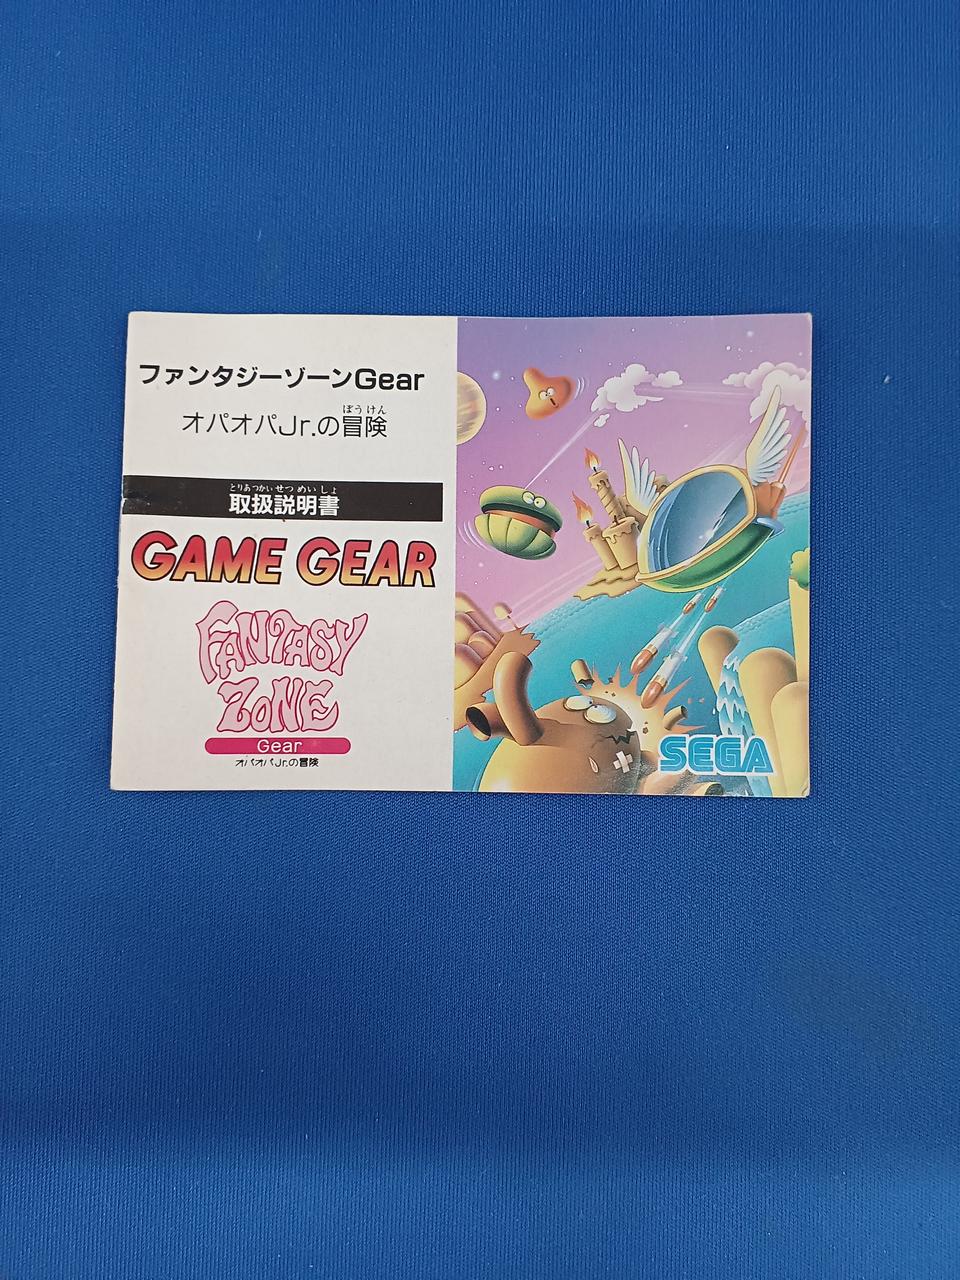 ファンタジーゾーンGear
ぼうけん
オパオパJr.の冒険
とりあつかいせつめいしょ
取扱説明書
GAME GEAR
FANTASY
ZONE
Gear
オパオパJr.の冒険
SEGA